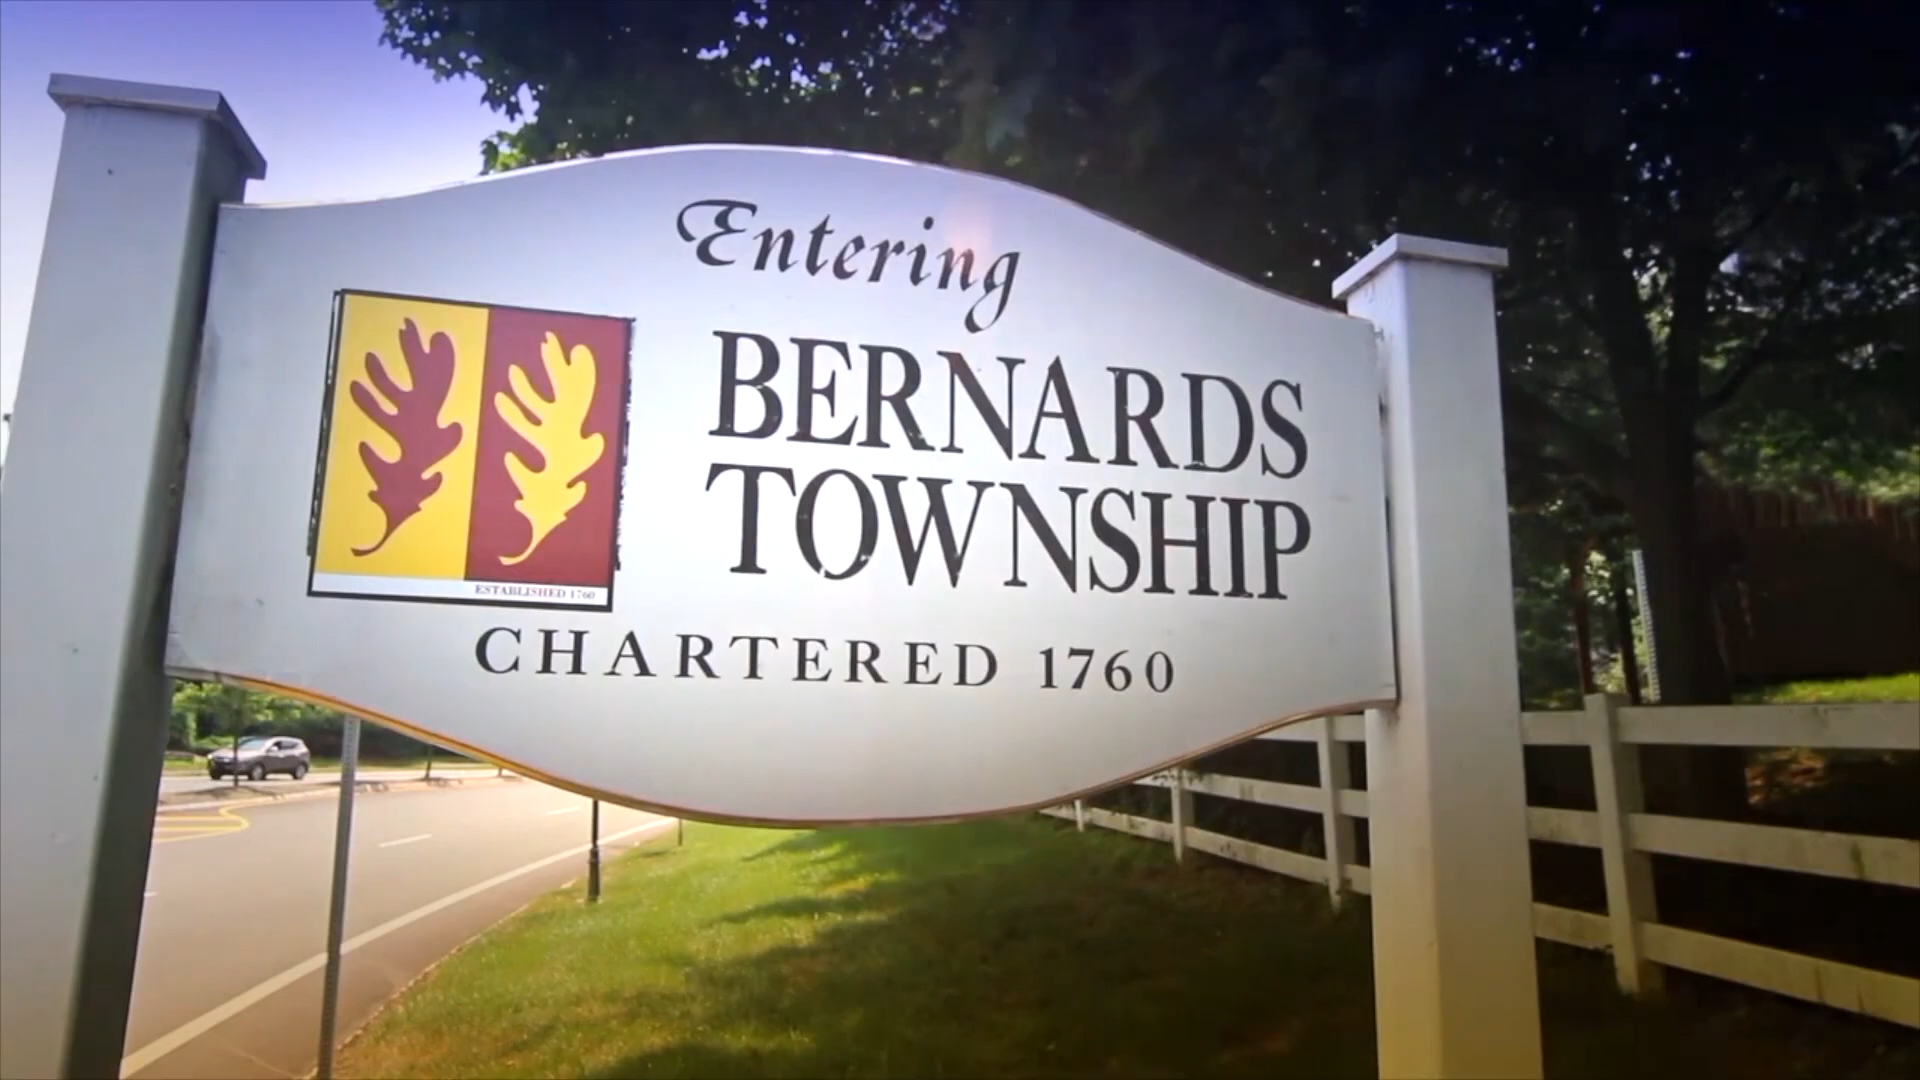 Entering
BERNARDS
TOWNSHIP
ESTABLISHED 1760
CHARTERED 1760